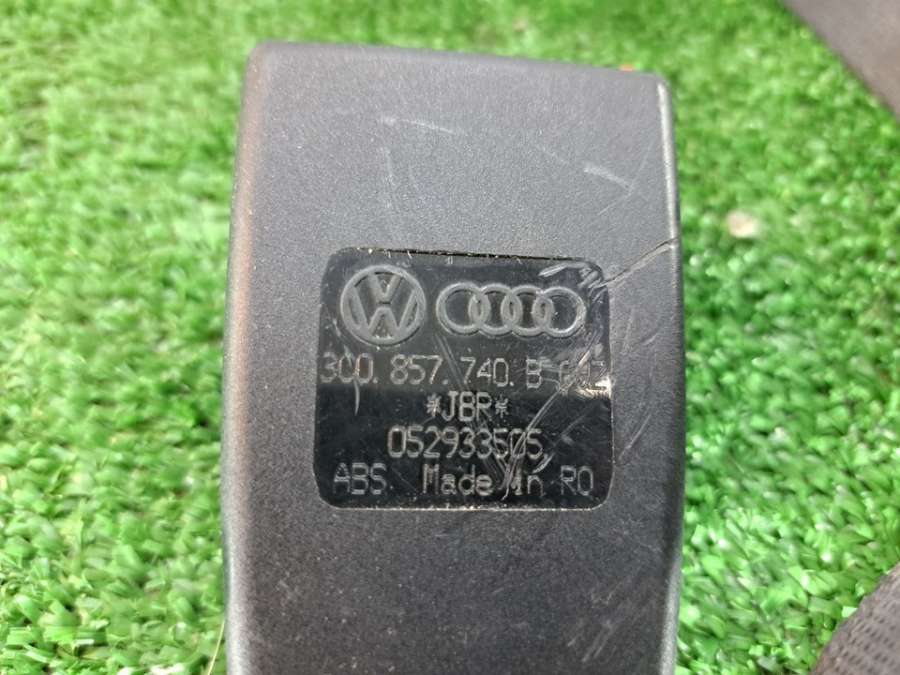 3C0. 857. 740. B
*JBR*
052933505
ABS Made in RO